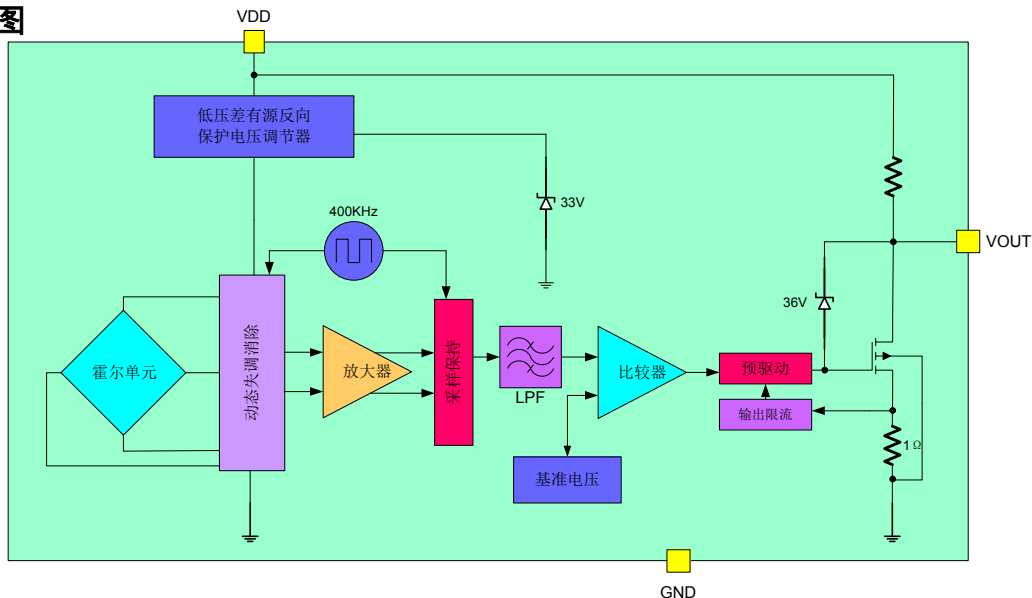 图
VDD
低压差有源反向
保护电压调节器
33V
400KHz
VOUT
36V
霍尔单元
动态失调消除
放大器
采样保持
LPF
比较器
预驱动
输出限流
1Ω
基准电压
GND